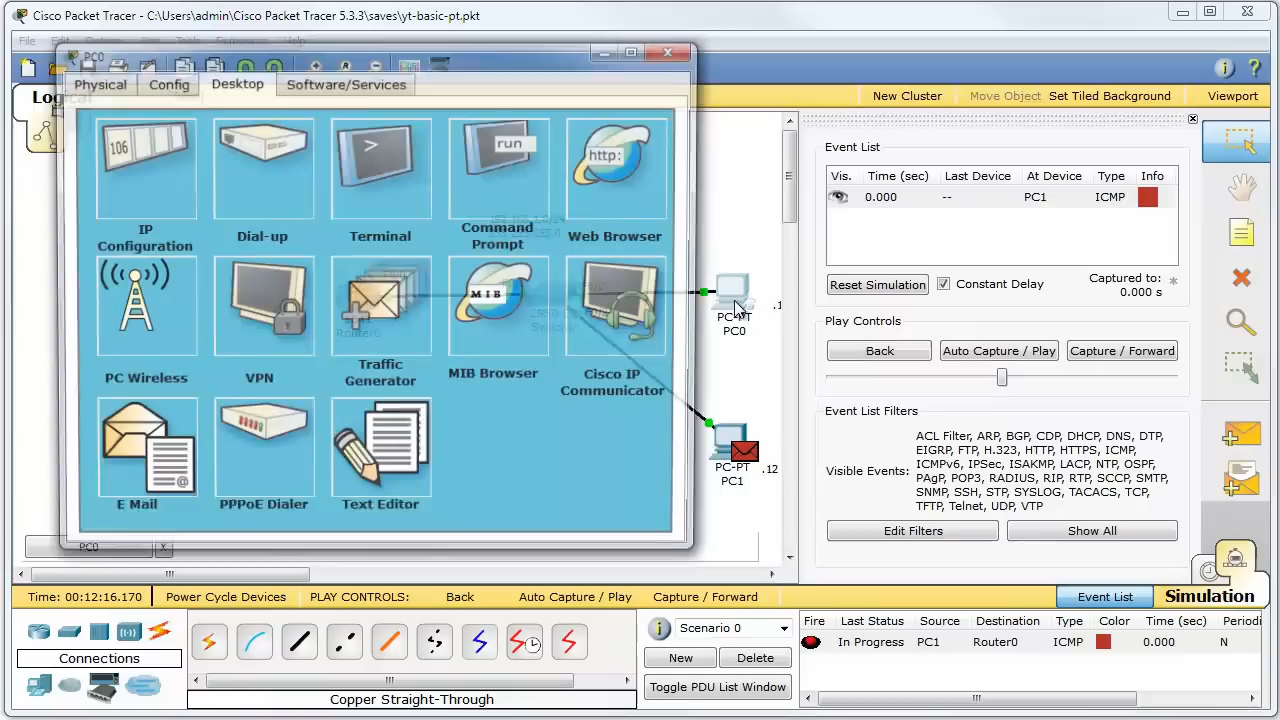 Cisco Packet Tracer - C:\Users\admin\Cisco Packet Tracer 5.3.3\saves\yt-basic-pt.pkt
File
Help
PC0
Physical Config Desktop Software/Services
Logical
New Cluster Move Object Set Tiled Background Viewport
106
>
run
http:
IP Configuration
Dial-up
Terminal
Command Prompt
Web Browser
MIB
PC Wireless
VPN
Traffic Generator
MIB Browser
Cisco IP Communicator
Router0
@
E Mail
PPPoE Dialer
Text Editor
PC0 X
PC-PT
PC0
.1
PC-PT
PC1
.12
Event List
Vis. Time (sec) Last Device At Device Type Info
0.000 -- PC1 ICMP
Reset Simulation Constant Delay Captured to: *
0.000 s
Play Controls
Back Auto Capture / Play Capture / Forward
Event List Filters
Visible Events:
ACL Filter, ARP, BGP, CDP, DHCP, DNS, DTP,
EIGRP, FTP, H.323, HTTP, HTTPS, ICMP,
ICMPv6, IPSec, ISAKMP, LACP, NTP, OSPF,
PAgP, POP3, RADIUS, RIP, RTP, SCCP, SMTP,
SNMP, SSH, STP, SYSLOG, TACACS, TCP,
TFTP, Telnet, UDP, VTP
Edit Filters Show All
Time: 00:12:16.170 Power Cycle Devices PLAY CONTROLS: Back Auto Capture / Play Capture / Forward Event List Simulation
Connections
Copper Straight-Through
Scenario 0
New Delete
Toggle PDU List Window
Fire Last Status Source Destination Type Color Time (sec) Periodi
In Progress PC1 Router0 ICMP 0.000 N